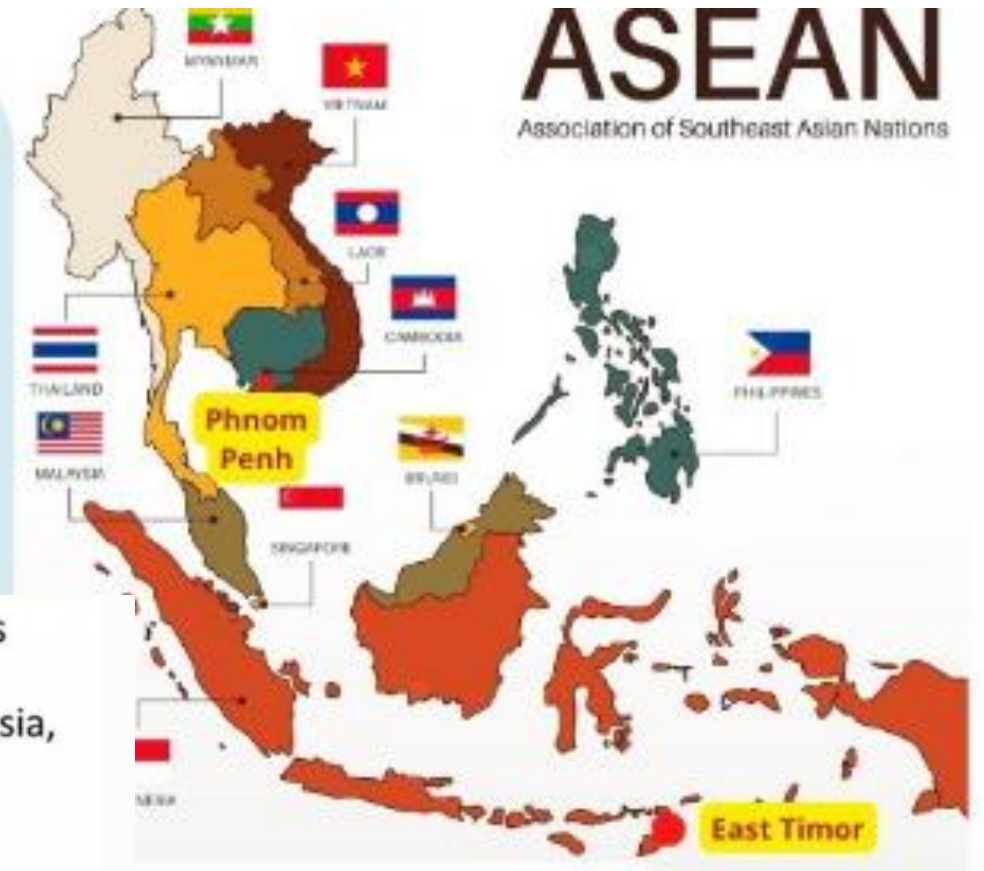 ASEAN
Association of Southeast Asian Nations
MYANMAR
VIETNAM
LAOS
CAMBODIA
THAILAND
Phnom
Penh
MALAYSIA
BRUNEI
PHILIPPINES
SINGAPORE
s
sia,
NESIA
East Timor